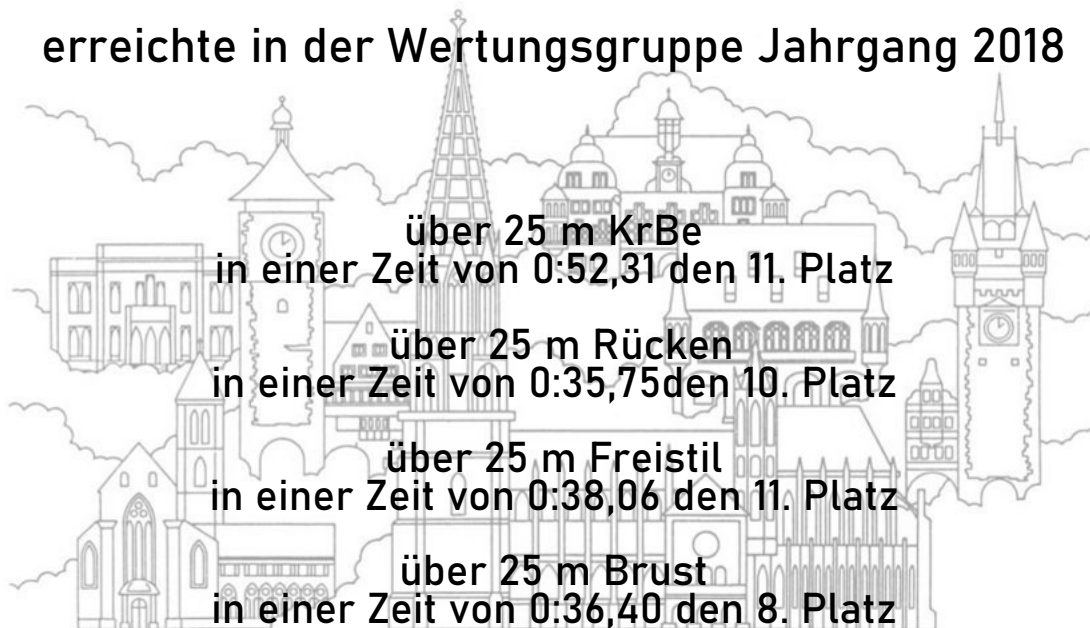 erreichte in der Wertungsgruppe Jahrgang 2018
über 25 m KrBe
in einer Zeit von 0:52,31 den 11. Platz
über 25 m Rücken
in einer Zeit von 0:35,75den 10. Platz
über 25 m Freistil
in einer Zeit von 0:38,06 den 11. Platz
über 25 m Brust
in einer Zeit von 0:36,40 den 8. Platz